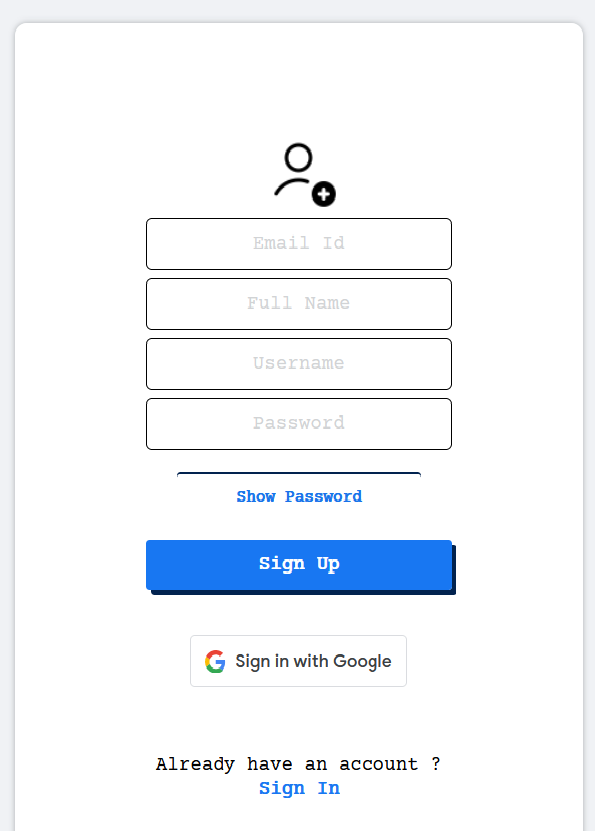 Email Id
Full Name
Username
Password
Show Password
Sign Up
Sign in with Google
Already have an account ?
Sign In